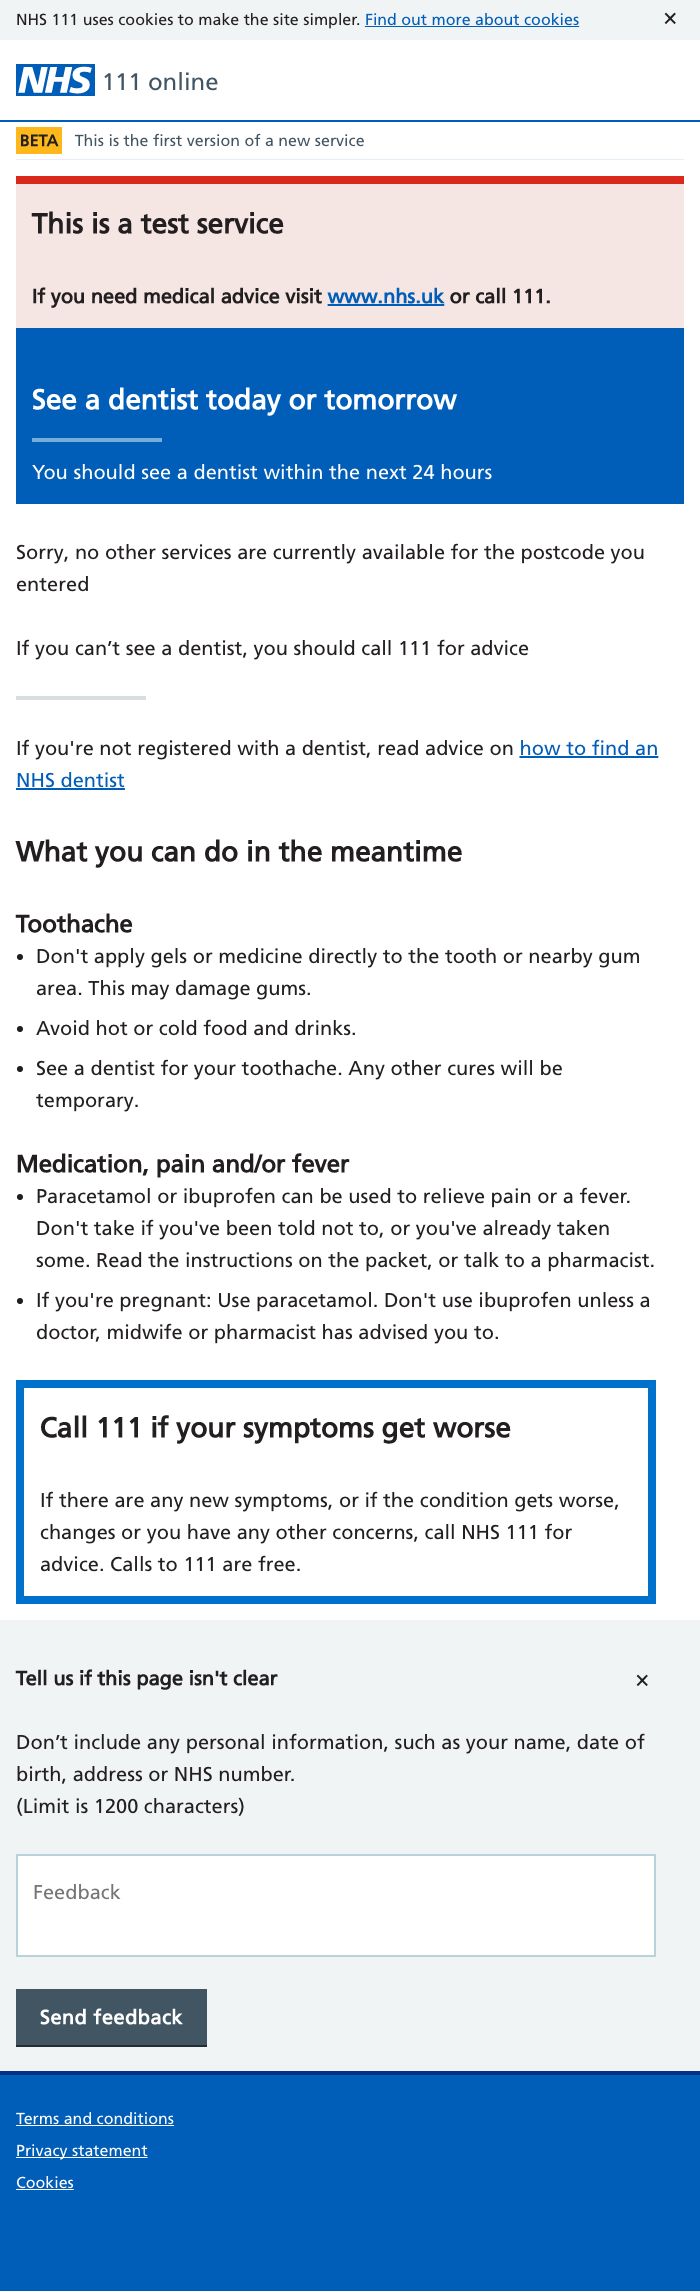 NHS 111 uses cookies to make the site simpler. Find out more about cookies ✕
NHS 111 online
BETA This is the first version of a new service
This is a test service
If you need medical advice visit www.nhs.uk or call 111.
See a dentist today or tomorrow
You should see a dentist within the next 24 hours
Sorry, no other services are currently available for the postcode you
entered
If you can’t see a dentist, you should call 111 for advice
If you're not registered with a dentist, read advice on how to find an
NHS dentist
What you can do in the meantime
Toothache
• Don't apply gels or medicine directly to the tooth or nearby gum
area. This may damage gums.
• Avoid hot or cold food and drinks.
• See a dentist for your toothache. Any other cures will be
temporary.
Medication, pain and/or fever
• Paracetamol or ibuprofen can be used to relieve pain or a fever.
Don't take if you've been told not to, or you've already taken
some. Read the instructions on the packet, or talk to a pharmacist.
• If you're pregnant: Use paracetamol. Don't use ibuprofen unless a
doctor, midwife or pharmacist has advised you to.
Call 111 if your symptoms get worse
If there are any new symptoms, or if the condition gets worse,
changes or you have any other concerns, call NHS 111 for
advice. Calls to 111 are free.
Tell us if this page isn't clear ✕
Don’t include any personal information, such as your name, date of
birth, address or NHS number.
(Limit is 1200 characters)
Feedback
Send feedback
Terms and conditions
Privacy statement
Cookies